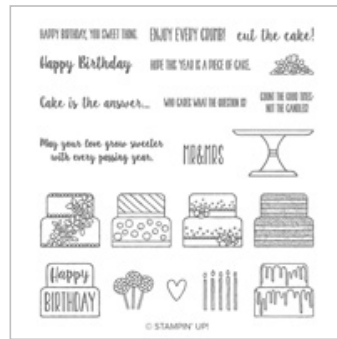 HAPPY BIRTHDAY, YOU SWEET THING.
ENJOY EVERY CRUMB!
cut the cake!
Happy Birthday
HOPE THIS YEAR IS A PIECE OF CAKE.
Cake is the answer...
WHO CARES WHAT THE QUESTION IS?
COUNT THE GOOD TIMES-
NOT THE CANDLES!
May your love grow sweeter
with every passing year.
MR&MRS
Happy
BIRTHDAY
© STAMPIN' UP!